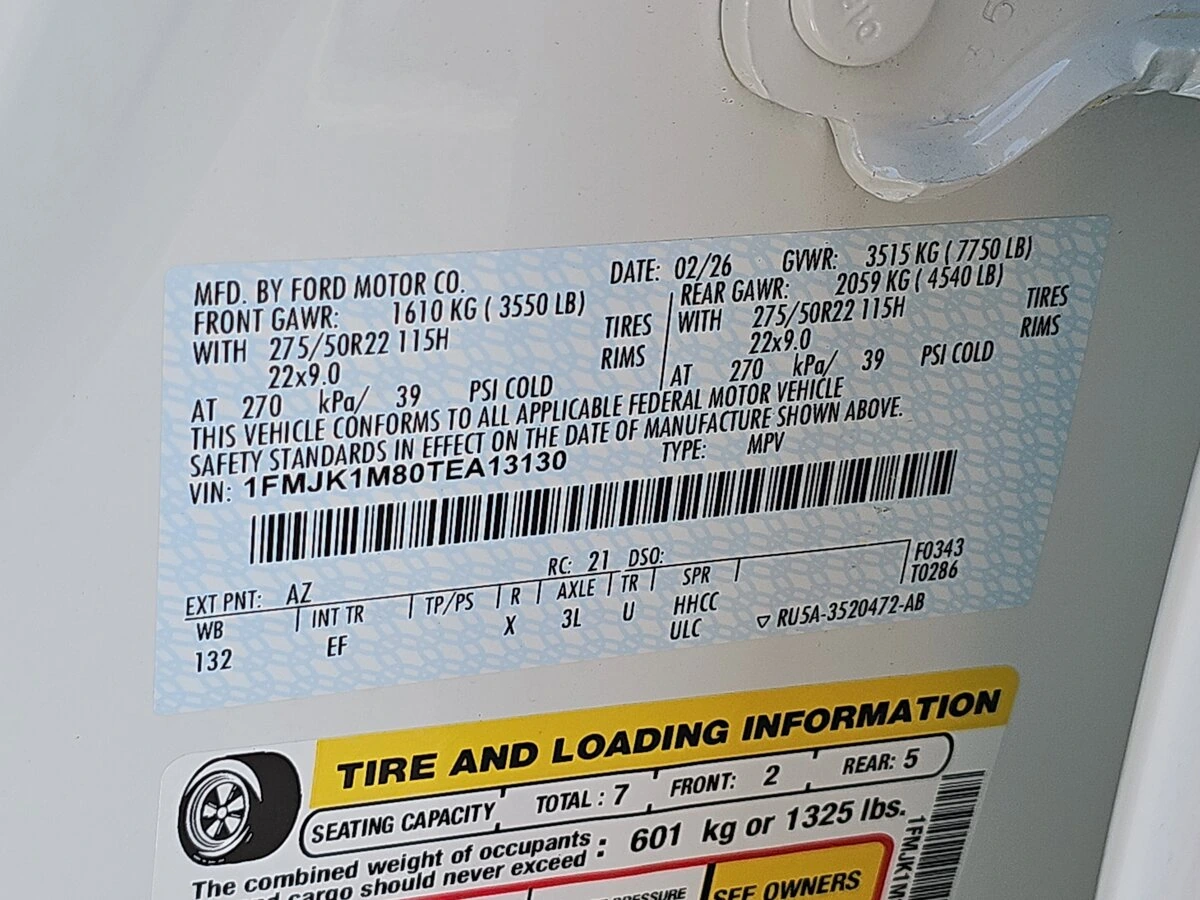 MFD. BY FORD MOTOR CO. DATE: 02/26 GVWR: 3515 KG ( 7750 LB)
FRONT GAWR: 1610 KG ( 3550 LB) REAR GAWR: 2059 KG ( 4540 LB)
WITH 275/50R22 115H TIRES WITH 275/50R22 115H TIRES
22x9.0 RIMS 22x9.0 RIMS
AT 270 kPa/ 39 PSI COLD AT 270 kPa/ 39 PSI COLD
THIS VEHICLE CONFORMS TO ALL APPLICABLE FEDERAL MOTOR VEHICLE
SAFETY STANDARDS IN EFFECT ON THE DATE OF MANUFACTURE SHOWN ABOVE.
VIN: 1FMJK1M80TEA13130 TYPE: MPV
EXT PNT: AZ RC: 21 DSO: F0343
WB INT TR TP/PS R AXLE TR SPR T0286
132 EF X 3L U HHCC
ULC ▽ RU5A-3520472-AB
TIRE AND LOADING INFORMATION
SEATING CAPACITY TOTAL : 7 FRONT: 2 REAR: 5
The combined weight of occupants : 601 kg or 1325 lbs.
cargo should never exceed
SEE OWNERS
1FMJK1M